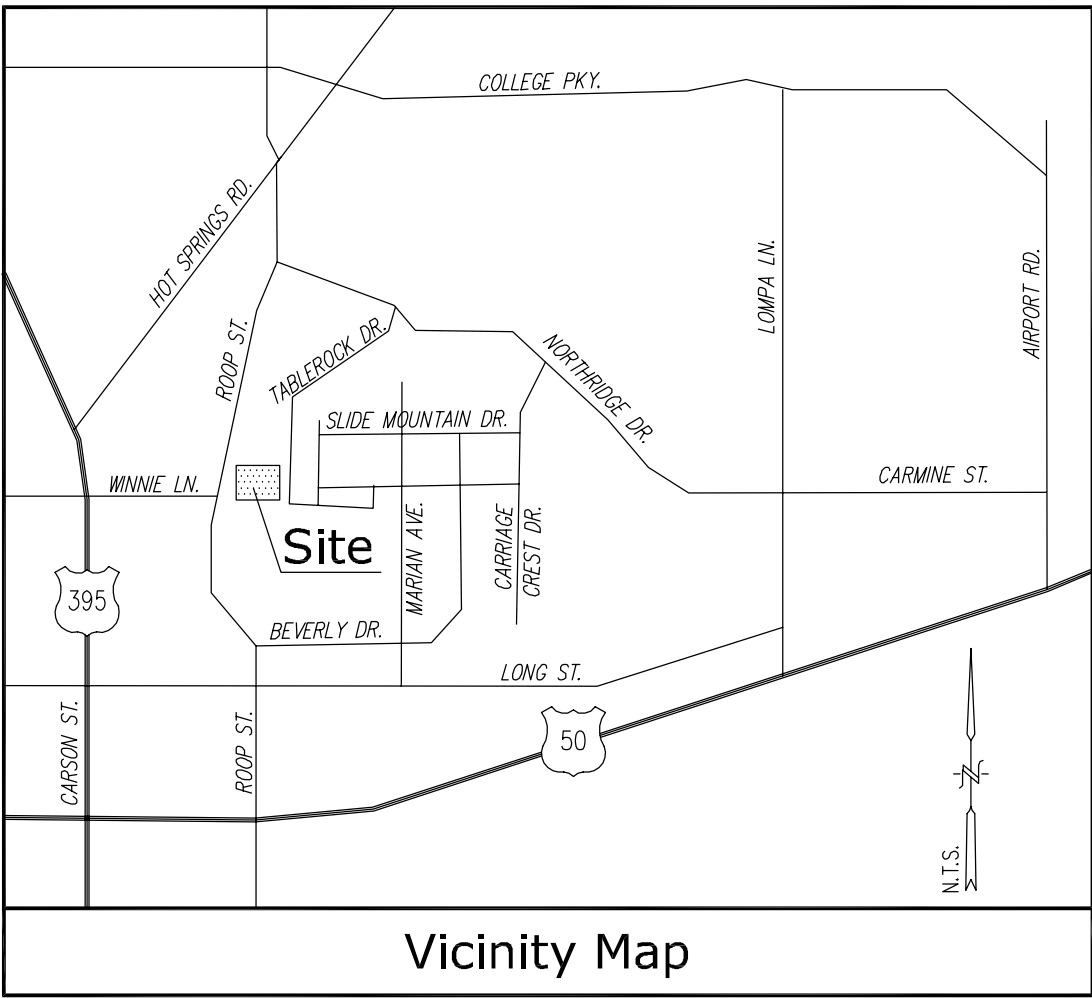 COLLEGE PKY.
HOT SPRINGS RD.
LOMPA LN.
AIRPORT RD.
ROOP ST.
TABLEROCK DR.
NORTHRIDGE DR.
SLIDE MOUNTAIN DR.
WINNIE LN.
CARMINE ST.
Site
MARIAN AVE.
CARRIAGE
CREST DR.
395
BEVERLY DR.
LONG ST.
CARSON ST.
ROOP ST.
50
N
N.T.S.
Vicinity Map